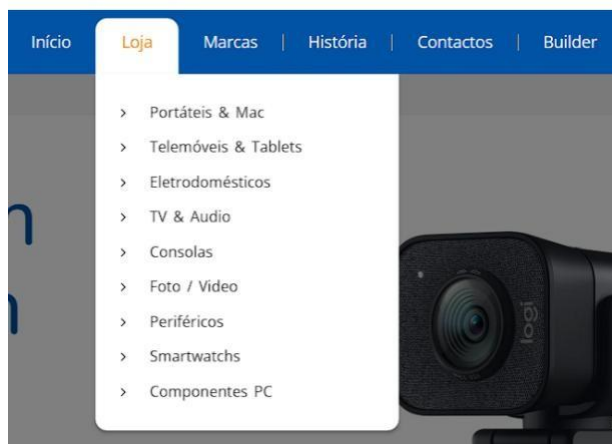 Início Loja Marcas | História | Contactos | Builder
> Portáteis & Mac
> Telemóveis & Tablets
> Eletrodomésticos
> TV & Audio
> Consolas
> Foto / Video
> Periféricos
> Smartwatchs
> Componentes PC
logi